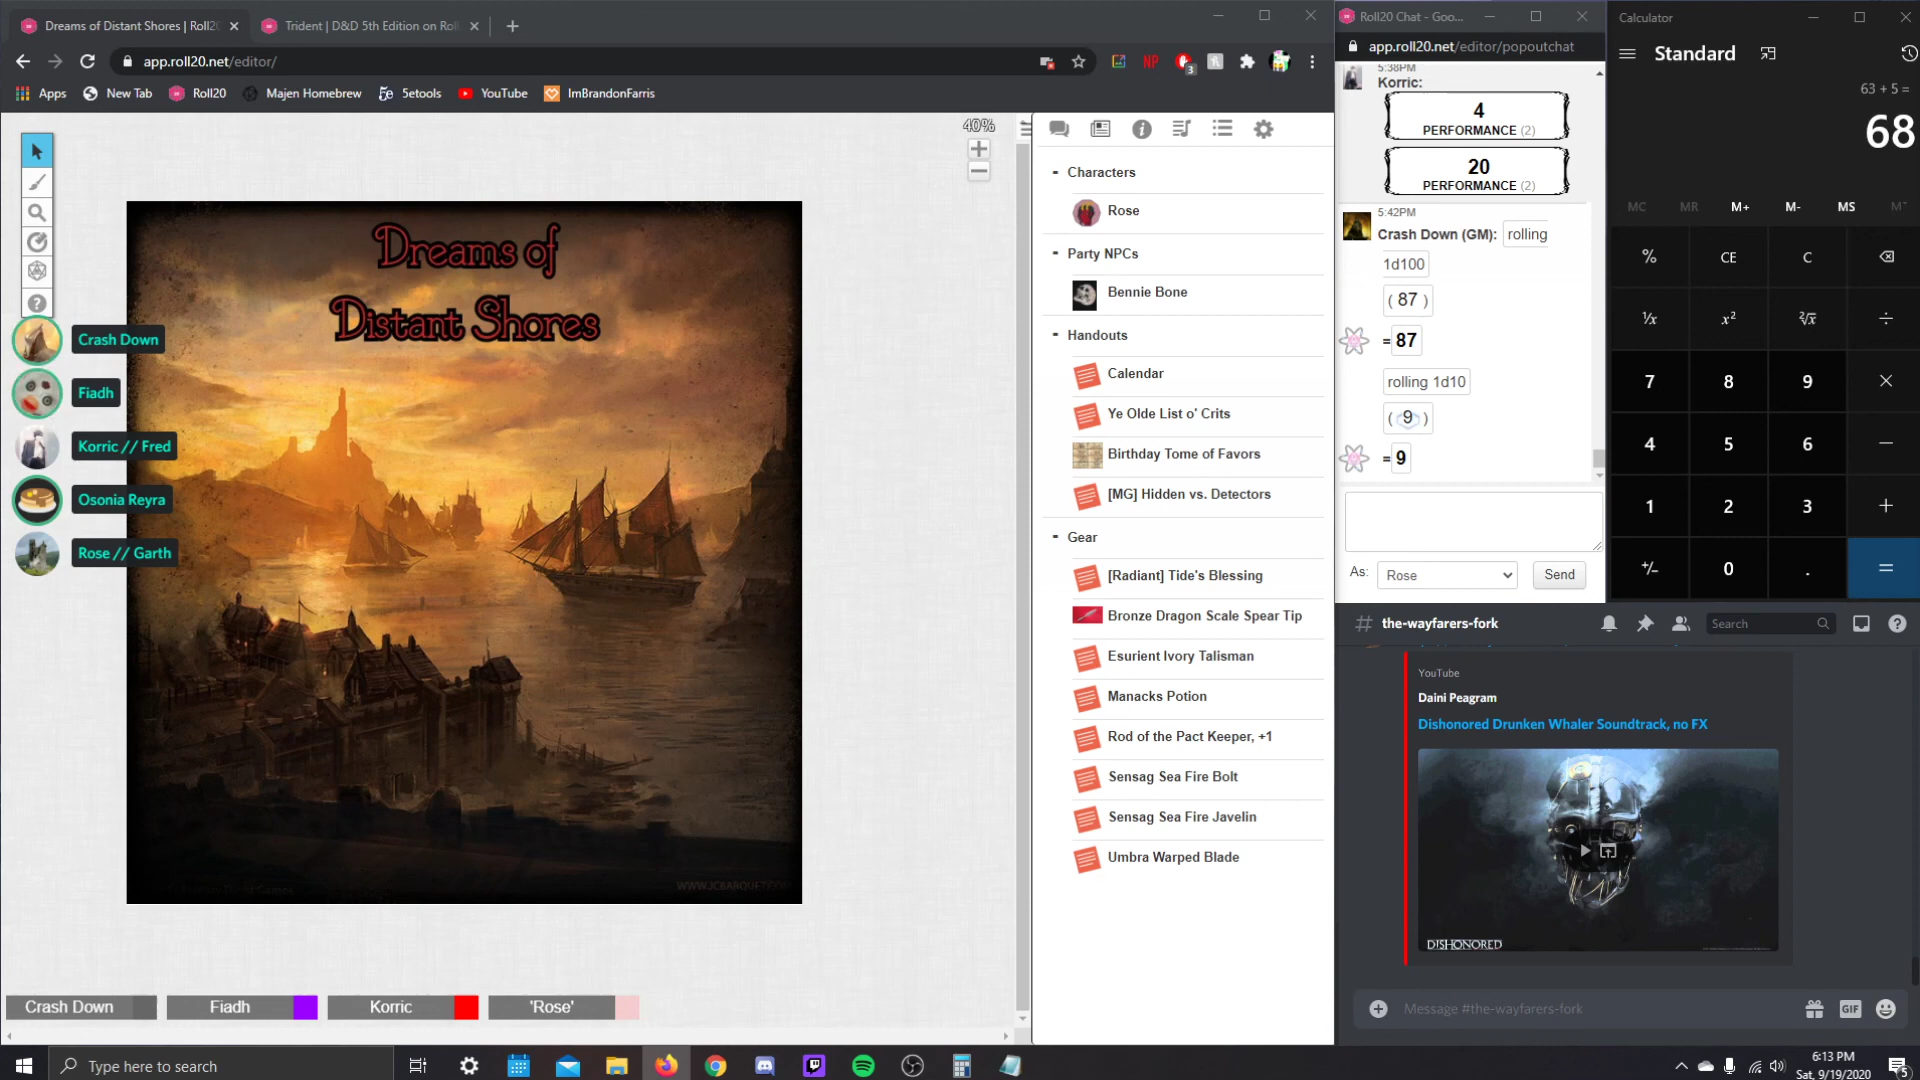 Dreams of Distant Shores | Roll20
Trident | D&D 5th Edition on Roll
app.roll20.net/editor/
NP
3
Apps
New Tab
Roll20
Majen Homebrew
5etools
YouTube
ImBrandonFarris
40%
Dreams of
Distant Shores
Crash Down
Fiadh
Korric // Fred
Osonia Reyra
Rose // Garth
Crash Down
Fiadh
Korric
'Rose'
Characters
Rose
Party NPCs
Bennie Bone
Handouts
Calendar
Ye Olde List o' Crits
Birthday Tome of Favors
[MG] Hidden vs. Detectors
Gear
[Radiant] Tide's Blessing
Bronze Dragon Scale Spear Tip
Esurient Ivory Talisman
Manacks Potion
Rod of the Pact Keeper, +1
Sensag Sea Fire Bolt
Sensag Sea Fire Javelin
Umbra Warped Blade
Roll20 Chat - Goo...
app.roll20.net/editor/popoutchat
5:38PM
Korric:
4
PERFORMANCE (2)
20
PERFORMANCE (2)
5:42PM
Crash Down (GM): rolling
1d100
( 87 )
= 87
rolling 1d10
( 9 )
= 9
As:
Rose
Send
Calculator
Standard
63 + 5 =
68
MC MR M+ M- MS M˅
% CE C
¹/x x² ²√x ÷
7 8 9 ×
4 5 6 −
1 2 3 +
+/- 0 . =
# the-wayfarers-fork
Search
YouTube
Daini Peagram
Dishonored Drunken Whaler Soundtrack, no FX
DISHONORED
Message #the-wayfarers-fork
GIF
Type here to search
6:13 PM
Sat, 9/19/2020
5